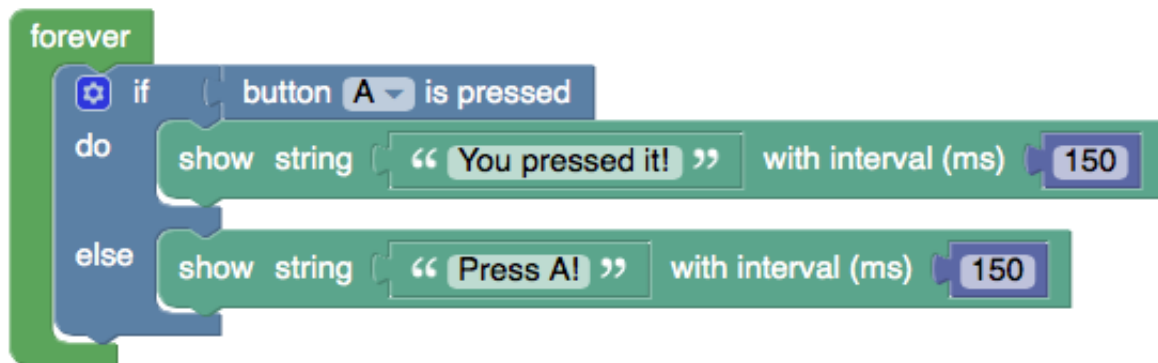 forever
if button A is pressed
do show string “ You pressed it! ” with interval (ms) 150
else show string “ Press A! ” with interval (ms) 150